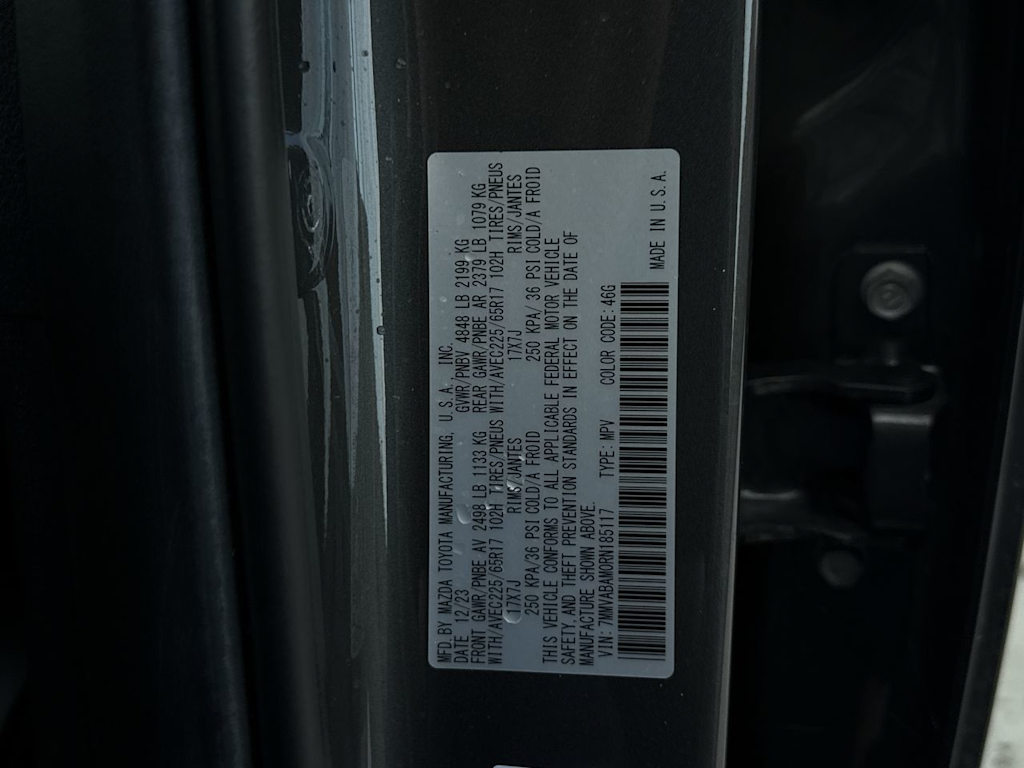 MFD.BY MAZDA TOYOTA MANUFACTURING, U.S.A. INC.
DATE 12/23 GVWR/PNBV 4848 LB 2199 KG
FRONT GAWR/PNBE AV 2498 LB 1133 KG REAR GAWR/PNBE AR 2379 LB 1079 KG
WITH/AVEC225/65R17 102H TIRES/PNEUS WITH/AVEC225/65R17 102H TIRES/PNEUS
17X7J RIMS/JANTES 17X7J RIMS/JANTES
250 KPA/36 PSI COLD/A FROID 250 KPA/ 36 PSI COLD/A FROID
THIS VEHICLE CONFORMS TO ALL APPLICABLE FEDERAL MOTOR VEHICLE
SAFETY,AND THEFT PREVENTION STANDARDS IN EFFECT ON THE DATE OF
MANUFACTURE SHOWN ABOVE.
VIN: 7MMVABAM0RN185117 TYPE: MPV COLOR CODE: 46G
MADE IN U.S.A.